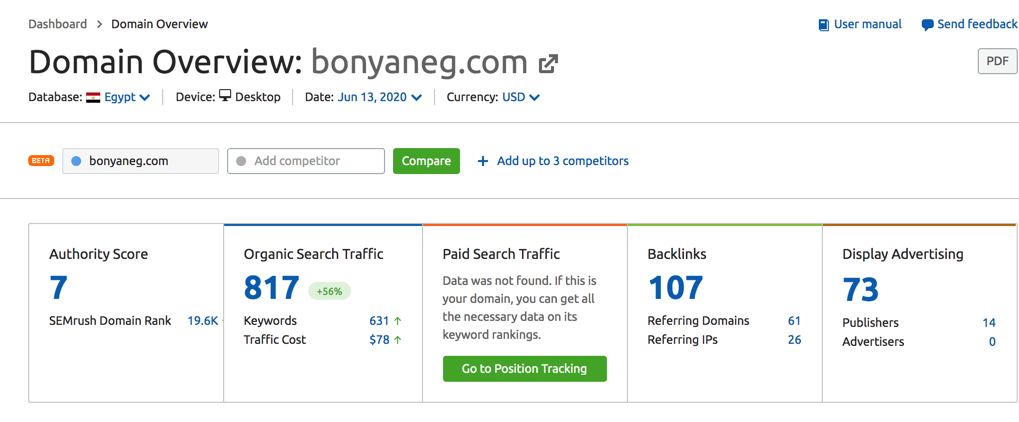 Dashboard > Domain Overview
User manual
Send feedback
Domain Overview: bonyaneg.com
PDF
Database: Egypt
Device: Desktop
Date: Jun 13, 2020
Currency: USD
BETA
bonyaneg.com
Add competitor
Compare
+ Add up to 3 competitors
Authority Score
7
SEMrush Domain Rank 19.6K
Organic Search Traffic
817 +56%
Keywords 631 ↑
Traffic Cost $78 ↑
Paid Search Traffic
Data was not found. If this is
your domain, you can get all
the necessary data on its
keyword rankings.
Go to Position Tracking
Backlinks
107
Referring Domains 61
Referring IPs 26
Display Advertising
73
Publishers 14
Advertisers 0